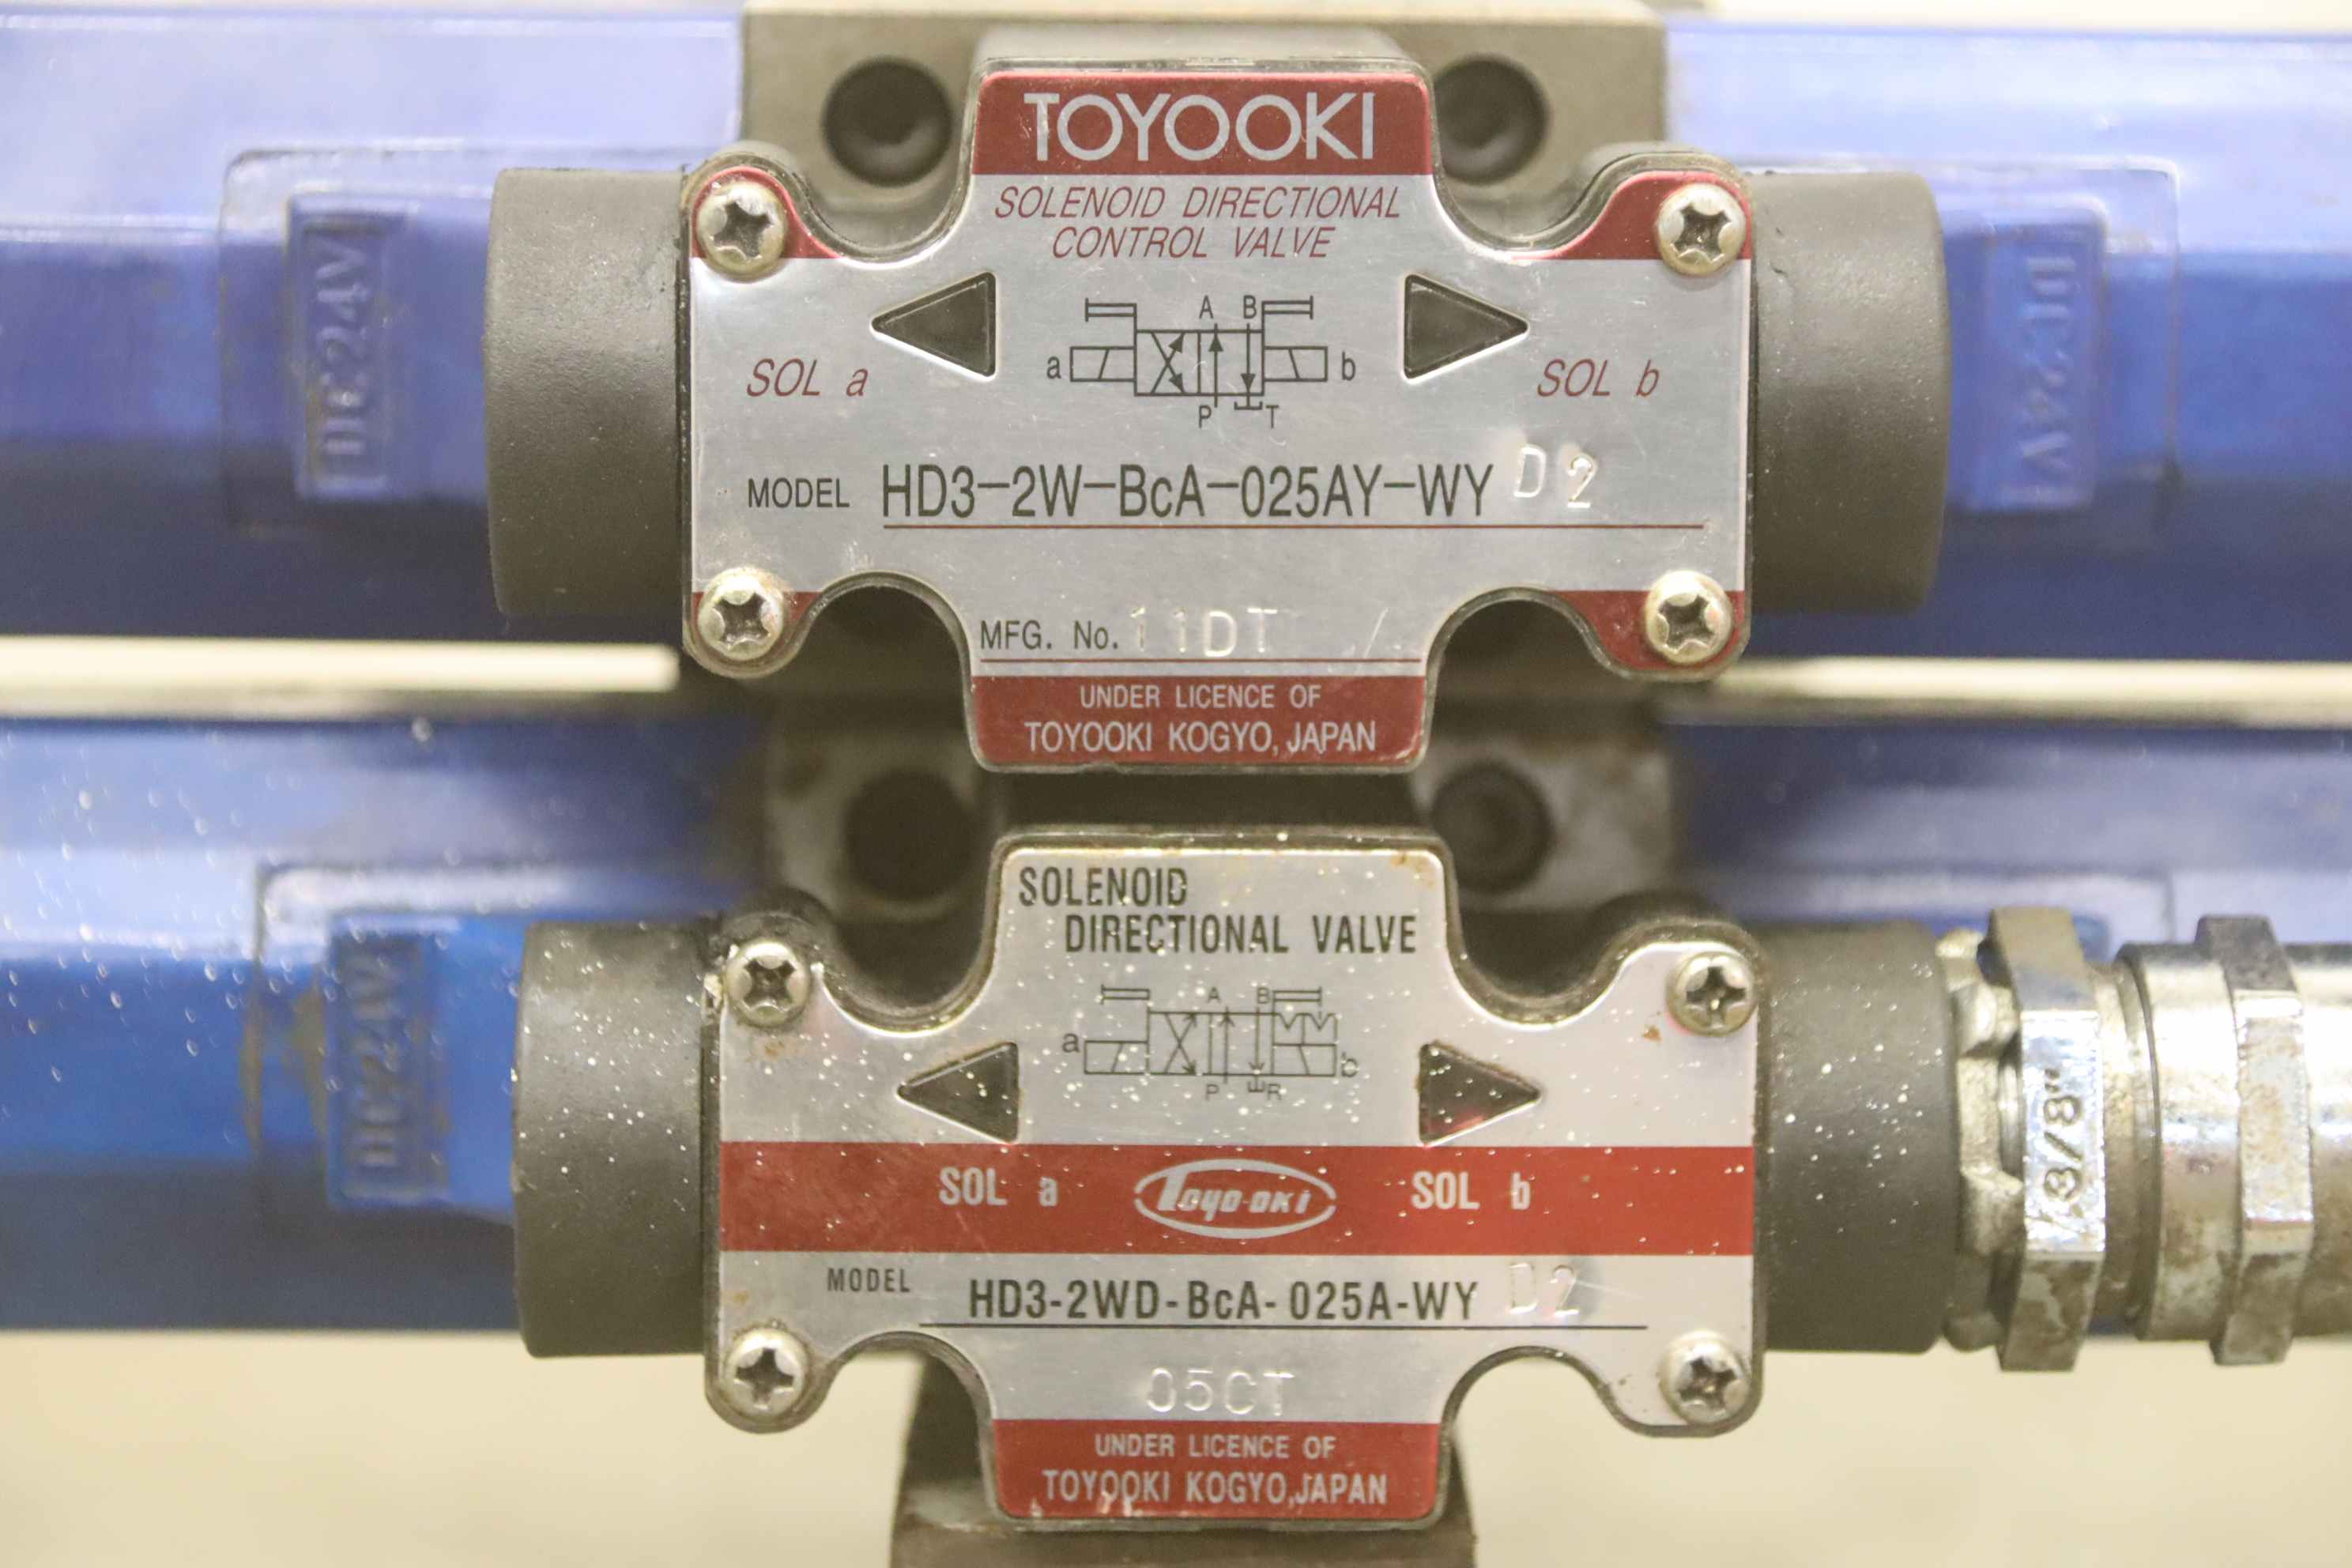 TOYOOKI
SOLENOID DIRECTIONAL
CONTROL VALVE
DC24V
DC24V
A B
a b
P T
SOL a
SOL b
MODEL HD3-2W-BcA-025AY-WY D2
MFG. No. 11DT
UNDER LICENCE OF
TOYOOKI KOGYO, JAPAN
SOLENOID
DIRECTIONAL VALVE
DC24V
A B
a b
P R
3/8"
SOL a Toyo-oki SOL b
MODEL HD3-2WD-BcA-025A-WY D2
05CT
UNDER LICENCE OF
TOYOOKI KOGYO, JAPAN